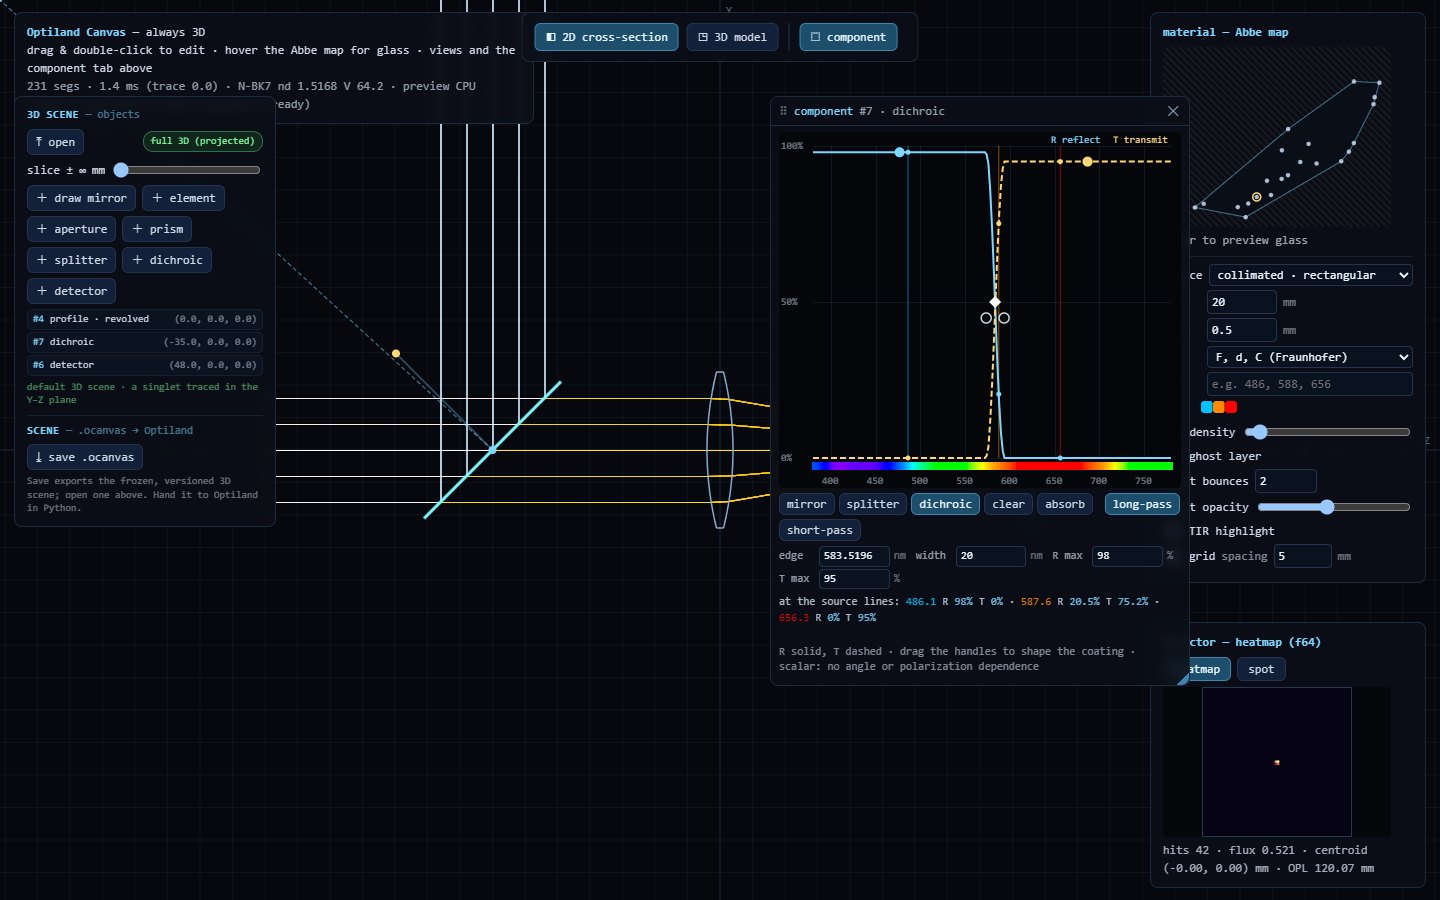 Optiland Canvas — always 3D
drag & double-click to edit · hover the Abbe map for glass · views and the
component tab above
231 segs · 1.4 ms (trace 0.0) · N-BK7 nd 1.5168 V 64.2 · preview CPU
eady)
2D cross-section
3D model
component
Y
3D SCENE — objects
open
full 3D (projected)
slice ± ∞ mm
+ draw mirror
+ element
+ aperture
+ prism
+ splitter
+ dichroic
+ detector
#4 profile · revolved (0.0, 0.0, 0.0)
#7 dichroic (-35.0, 0.0, 0.0)
#6 detector (48.0, 0.0, 0.0)
default 3D scene · a singlet traced in the
Y–Z plane
SCENE — .ocanvas → Optiland
save .ocanvas
Save exports the frozen, versioned 3D
scene; open one above. Hand it to Optiland
in Python.
component #7 · dichroic
R reflect T transmit
100%
50%
0%
400 450 500 550 600 650 700 750
mirror
splitter
dichroic
clear
absorb
long-pass
short-pass
edge 583.5196 nm width 20 nm R max 98 %
T max 95 %
at the source lines: 486.1 R 98% T 0% · 587.6 R 20.5% T 75.2% ·
656.3 R 0% T 95%
R solid, T dashed · drag the handles to shape the coating ·
scalar: no angle or polarization dependence
material — Abbe map
r to preview glass
ce collimated · rectangular
20 mm
0.5 mm
F, d, C (Fraunhofer)
e.g. 486, 588, 656
density
ghost layer
t bounces 2
t opacity
TIR highlight
grid spacing 5 mm
Z
ctor — heatmap (f64)
atmap
spot
hits 42 · flux 0.521 · centroid
(-0.00, 0.00) mm · OPL 120.07 mm